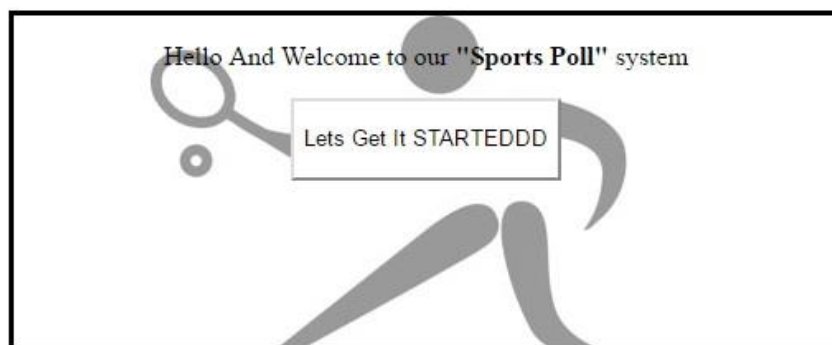 Hello And Welcome to our "Sports Poll" system
Lets Get It STARTEDDD